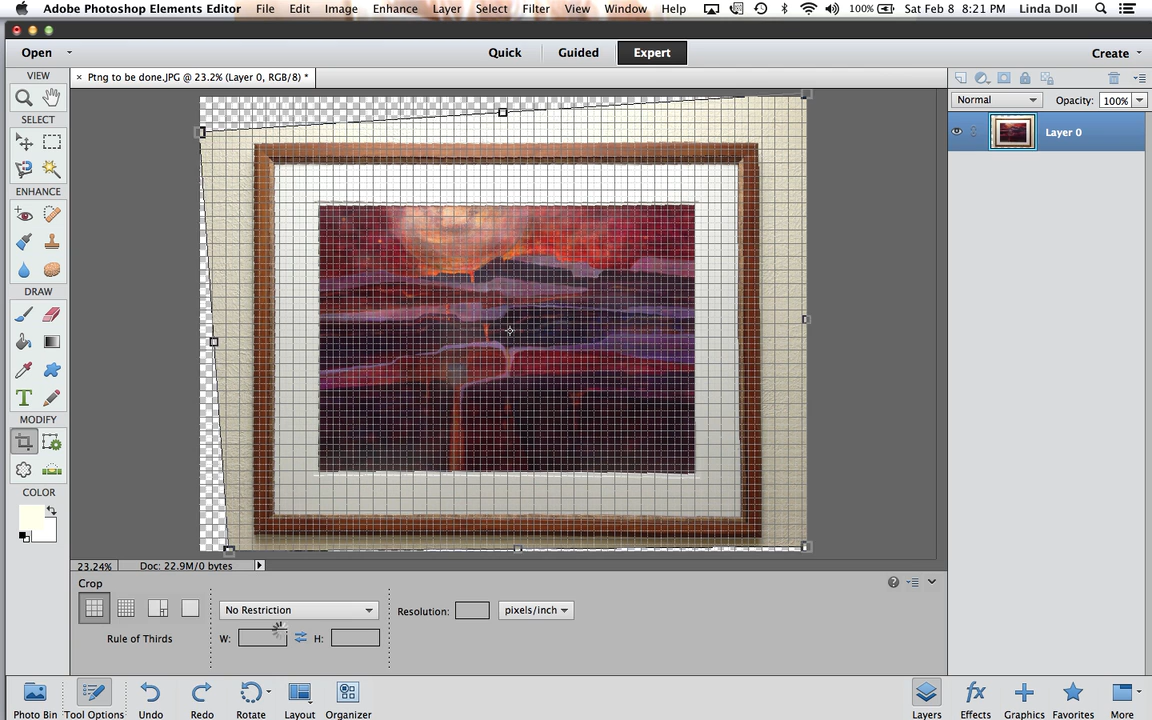 Photoshop Elements Editor File Edit Image Enhance Layer Select Filter View Window Help 100% Sat Feb 8 8:21 PM Linda Doll
Open Quick Guided Expert Create
× Ptng to be done.JPG @ 23.2% (Layer 0, RGB/8) *
VIEW
SELECT
ENHANCE
DRAW
T
MODIFY
COLOR
Normal Opacity: 100%
Layer 0
23.24% Doc: 22.9M/0 bytes
Crop
No Restriction Resolution: pixels/inch
Rule of Thirds W: H:
Photo Bin Tool Options Undo Redo Rotate Layout Organizer Layers fx Effects Graphics Favorites More